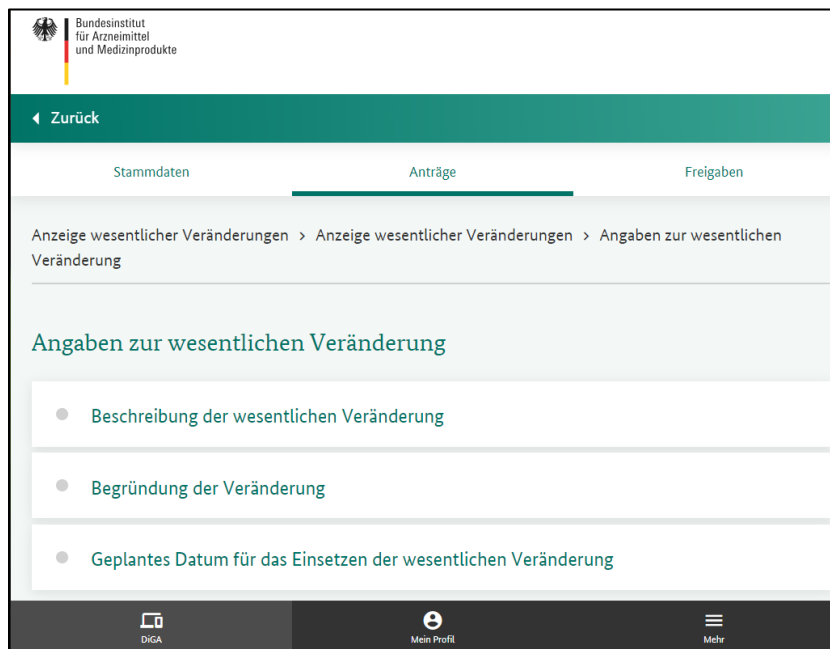 Bundesinstitut
für Arzneimittel
und Medizinprodukte
Zurück
Stammdaten
Anträge
Freigaben
Anzeige wesentlicher Veränderungen > Anzeige wesentlicher Veränderungen > Angaben zur wesentlichen
Veränderung
Angaben zur wesentlichen Veränderung
Beschreibung der wesentlichen Veränderung
Begründung der Veränderung
Geplantes Datum für das Einsetzen der wesentlichen Veränderung
DiGA
Mein Profil
Mehr